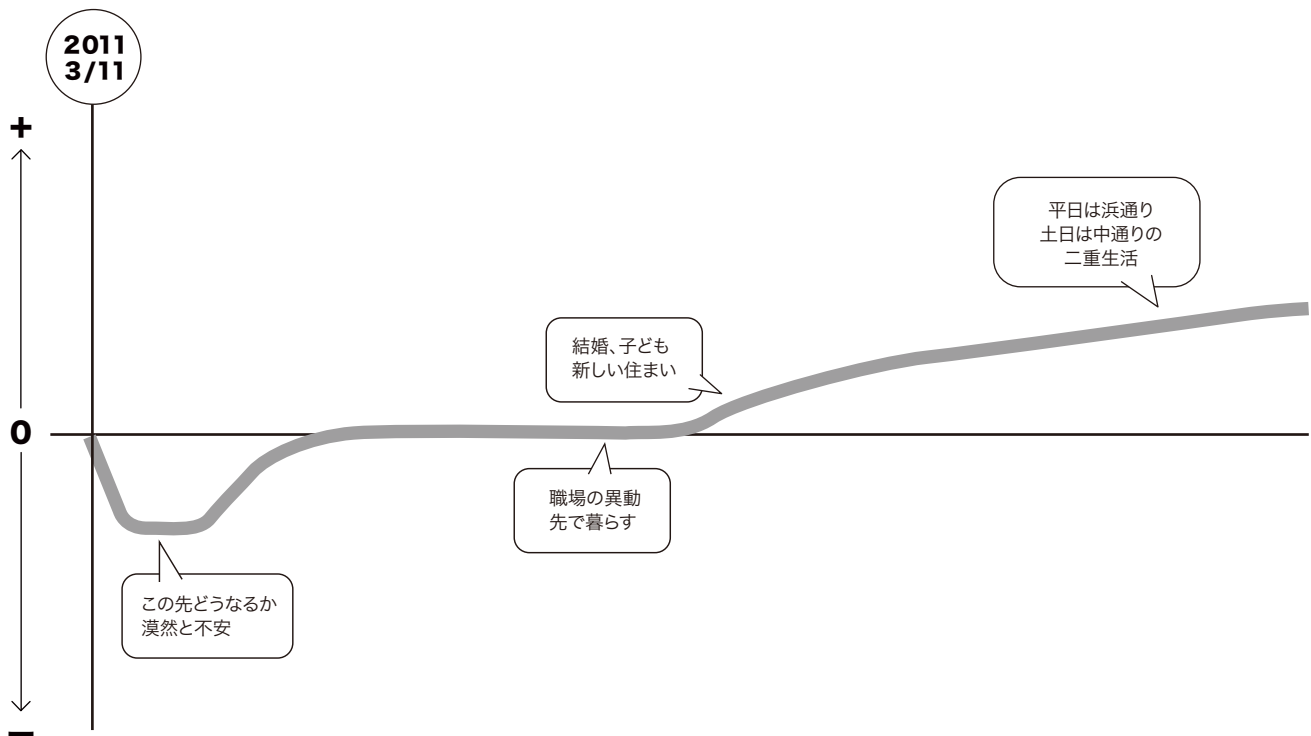 2011
3/11
+
平日は浜通り
土日は中通りの
二重生活
結婚、子ども
新しい住まい
0
職場の異動
先で暮らす
この先どうなるか
漠然と不安
−